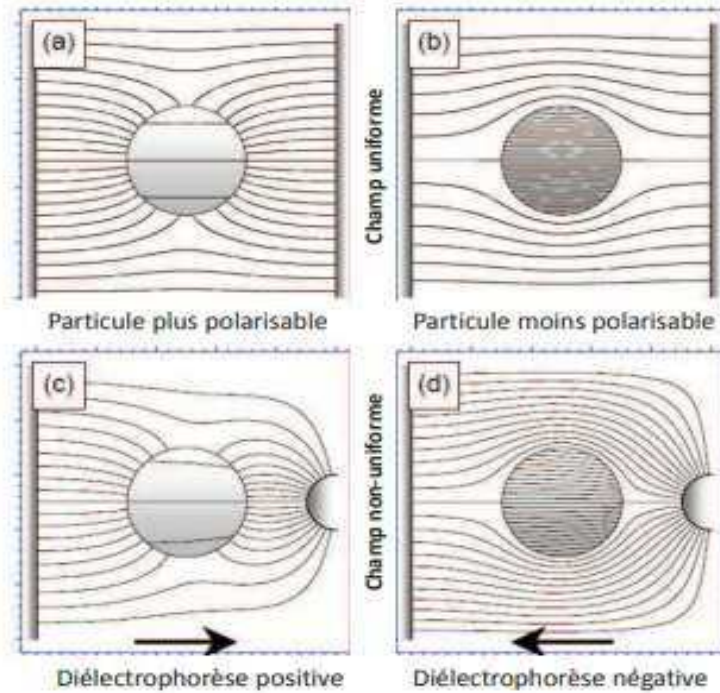 (a)
(b)
Champ uniforme
Particule plus polarisable
Particule moins polarisable
(c)
(d)
Champ non-uniforme
Diélectrophorèse positive
Diélectrophorèse négative